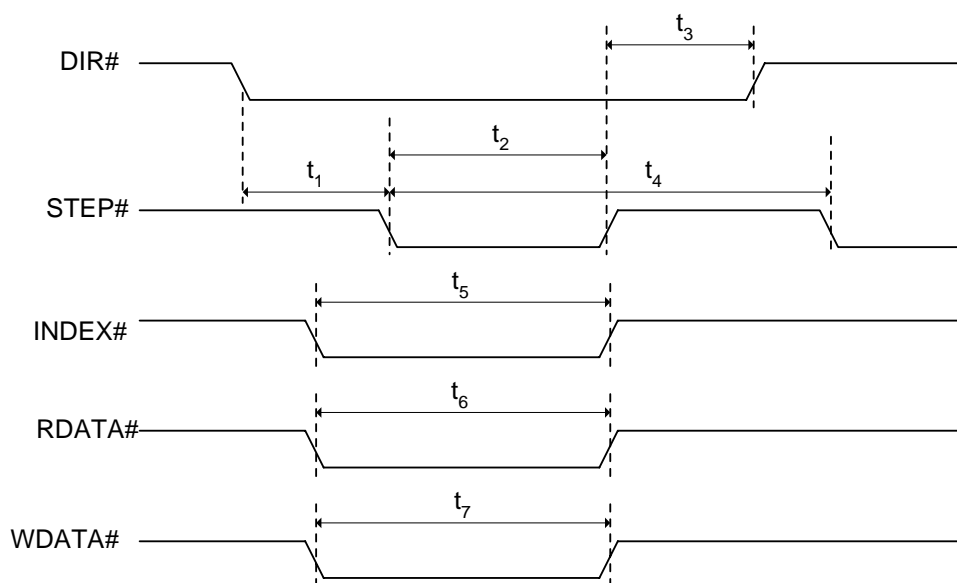 t3
DIR#
t2
t1
t4
STEP#
t5
INDEX#
t6
RDATA#
t7
WDATA#